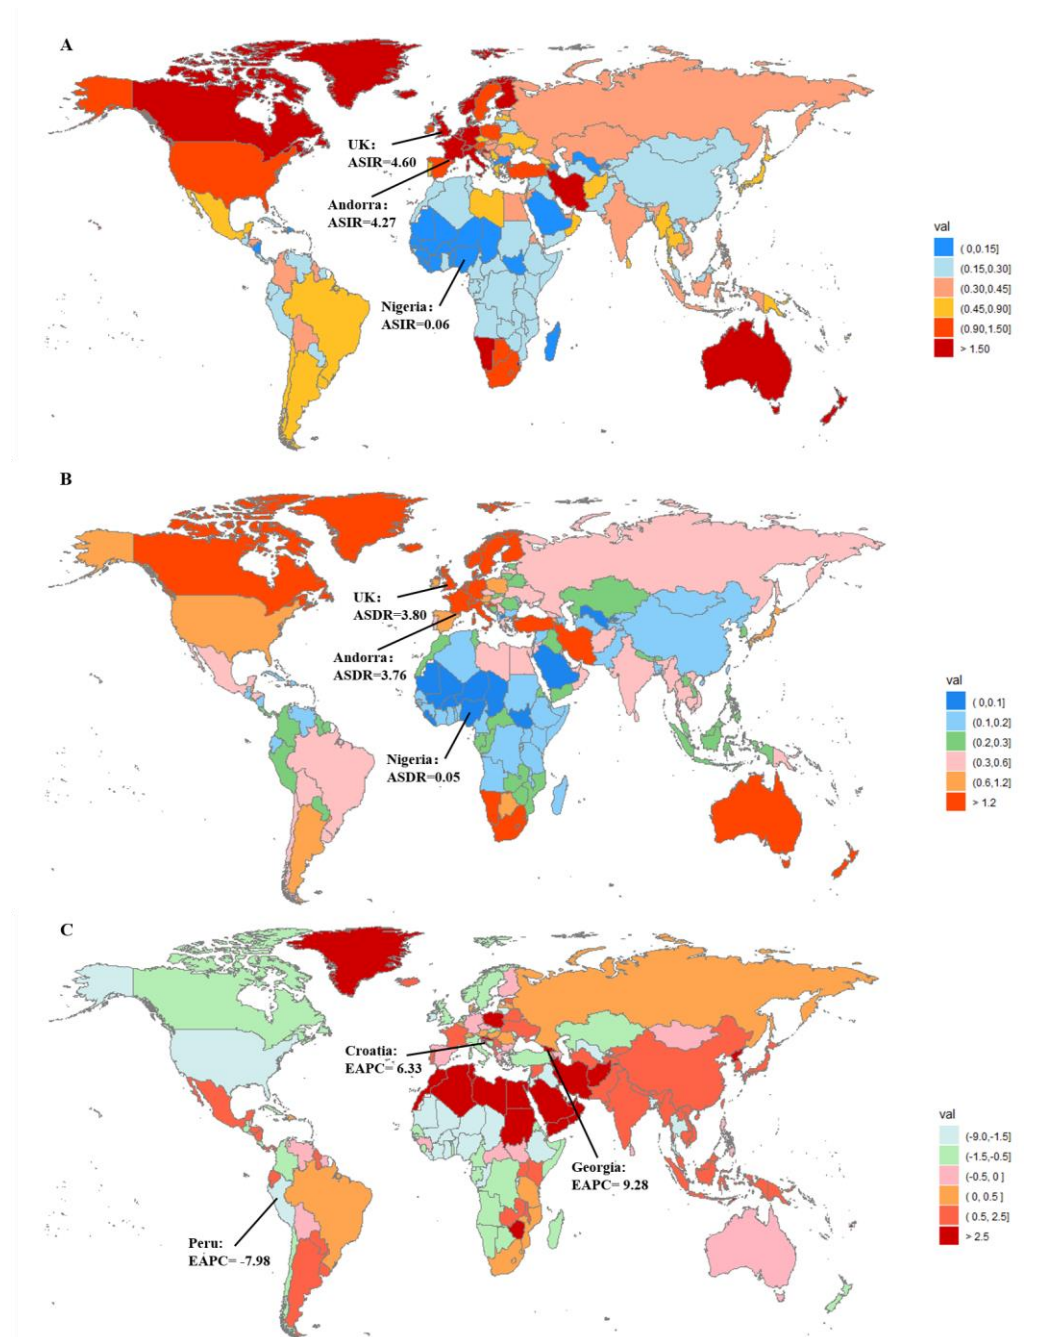 A
UK:
ASIR=4.60
Andorra:
ASIR=4.27
Nigeria:
ASIR=0.06
val
( 0,0.15]
(0.15,0.30]
(0.30,0.45]
(0.45,0.90]
(0.90,1.50]
> 1.50
B
UK:
ASDR=3.80
Andorra:
ASDR=3.76
Nigeria:
ASDR=0.05
val
( 0,0.1]
(0.1,0.2]
(0.2,0.3]
(0.3,0.6]
(0.6,1.2]
> 1.2
C
Croatia:
EAPC= 6.33
Georgia:
EAPC= 9.28
Peru:
EAPC= -7.98
val
(-9.0,-1.5]
(-1.5,-0.5]
(-0.5, 0 ]
( 0, 0.5 ]
( 0.5, 2.5]
> 2.5